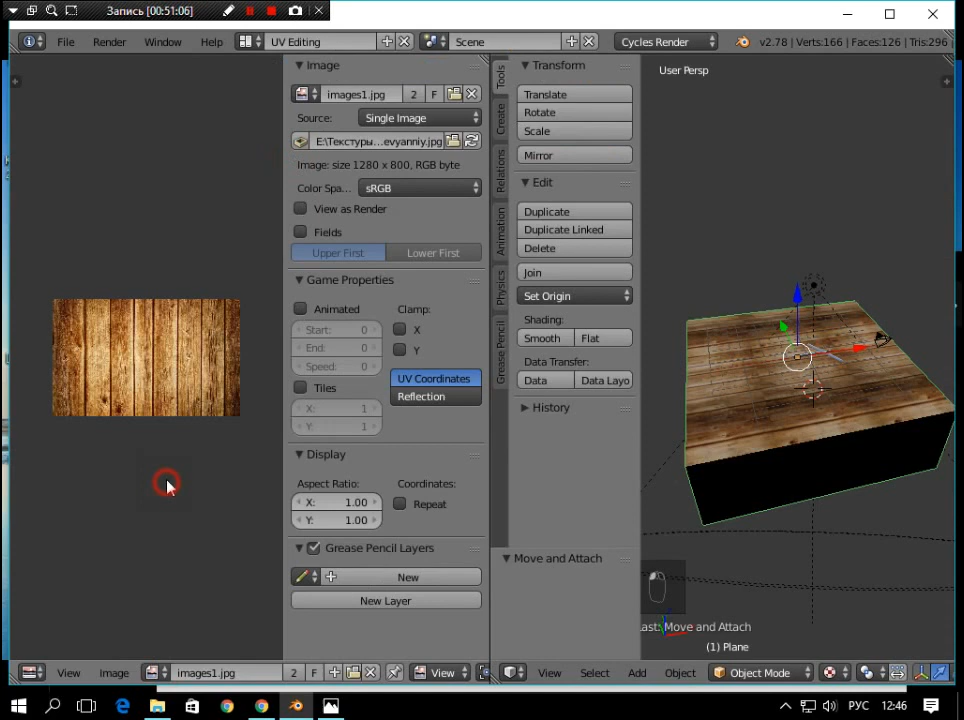 Запись [00:51:06]
File Render Window Help UV Editing Scene Cycles Render v2.78 | Verts:166 | Faces:126 | Tris:296
Image
images1.jpg 2 F
Source: Single Image
E:\Текстуры...evyanniy.jpg
Image: size 1280 x 800, RGB byte
Color Spa... sRGB
View as Render
Fields
Upper First Lower First
Game Properties
Animated Clamp:
Start: 0 X
End: 0 Y
Speed: 0
Tiles UV Coordinates
X: 1 Reflection
Y: 1
Display
Aspect Ratio: Coordinates:
X: 1.00 Repeat
Y: 1.00
Grease Pencil Layers
New
New Layer
Tools
Create
Relations
Animation
Physics
Grease Pencil
Transform
Translate
Rotate
Scale
Mirror
Edit
Duplicate
Duplicate Linked
Delete
Join
Set Origin
Shading:
Smooth Flat
Data Transfer:
Data Data Layo
History
Move and Attach
User Persp
ast: Move and Attach
(1) Plane
View Image images1.jpg 2 F View
View Select Add Object Object Mode
РУС 12:46